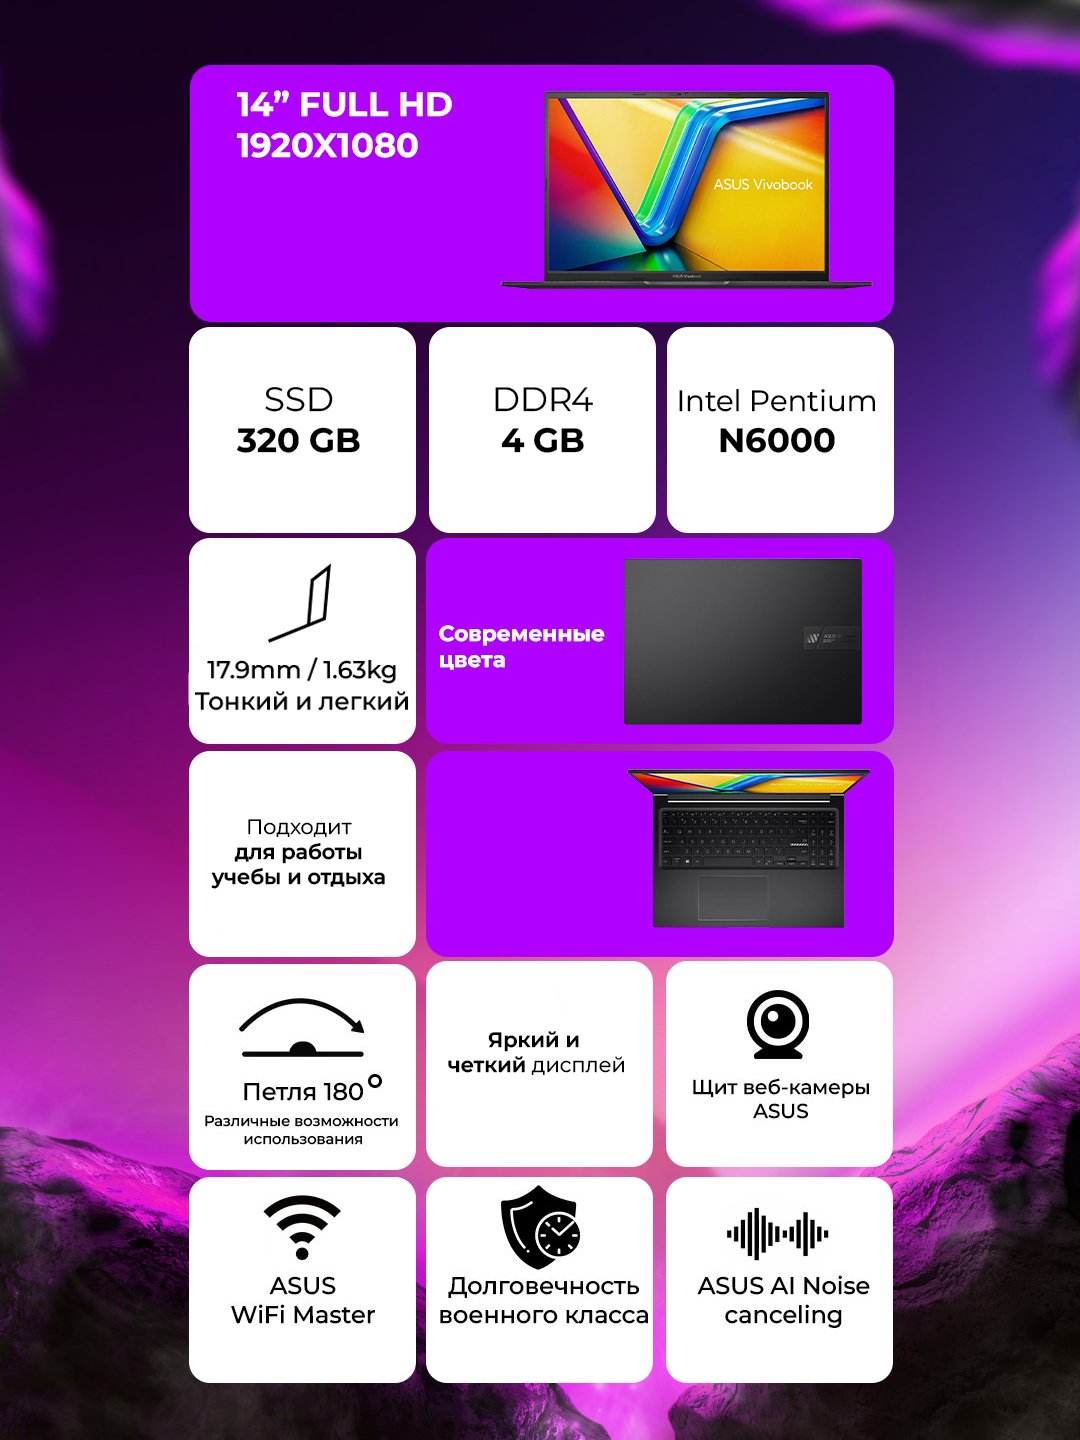 14” FULL HD
1920X1080
ASUS Vivobook
SSD
320 GB
DDR4
4 GB
Intel Pentium
N6000
17.9mm / 1.63kg
Тонкий и легкий
Современные
цвета
Подходит
для работы
учебы и отдыха
Петля 180°
Различные возможности
использования
Яркий и
четкий дисплей
Щит веб-камеры
ASUS
ASUS
WiFi Master
Долговечность
военного класса
ASUS AI Noise
canceling